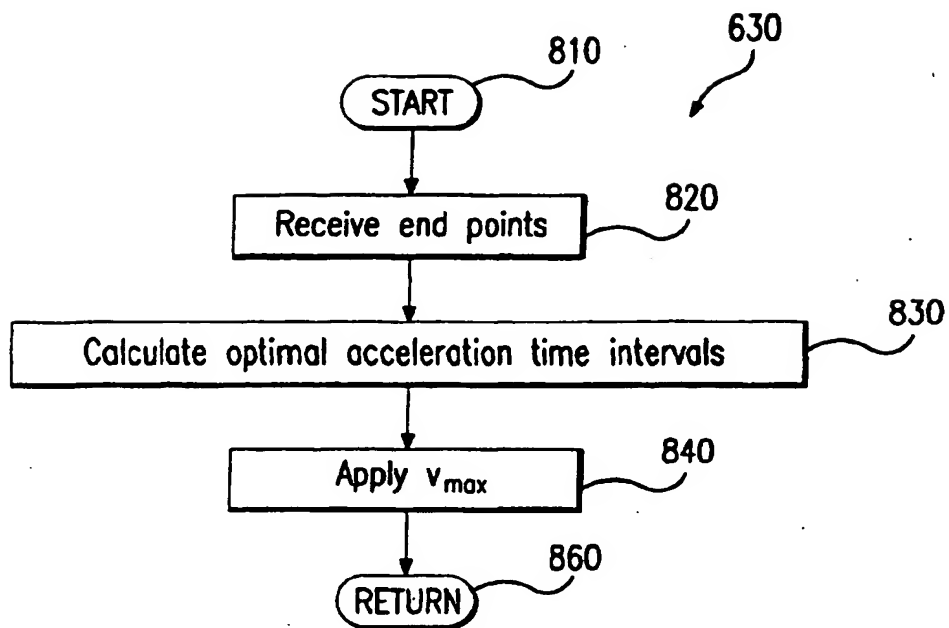 630
810
START
820
Receive end points
830
Calculate optimal acceleration time intervals
840
Apply vmax
860
RETURN